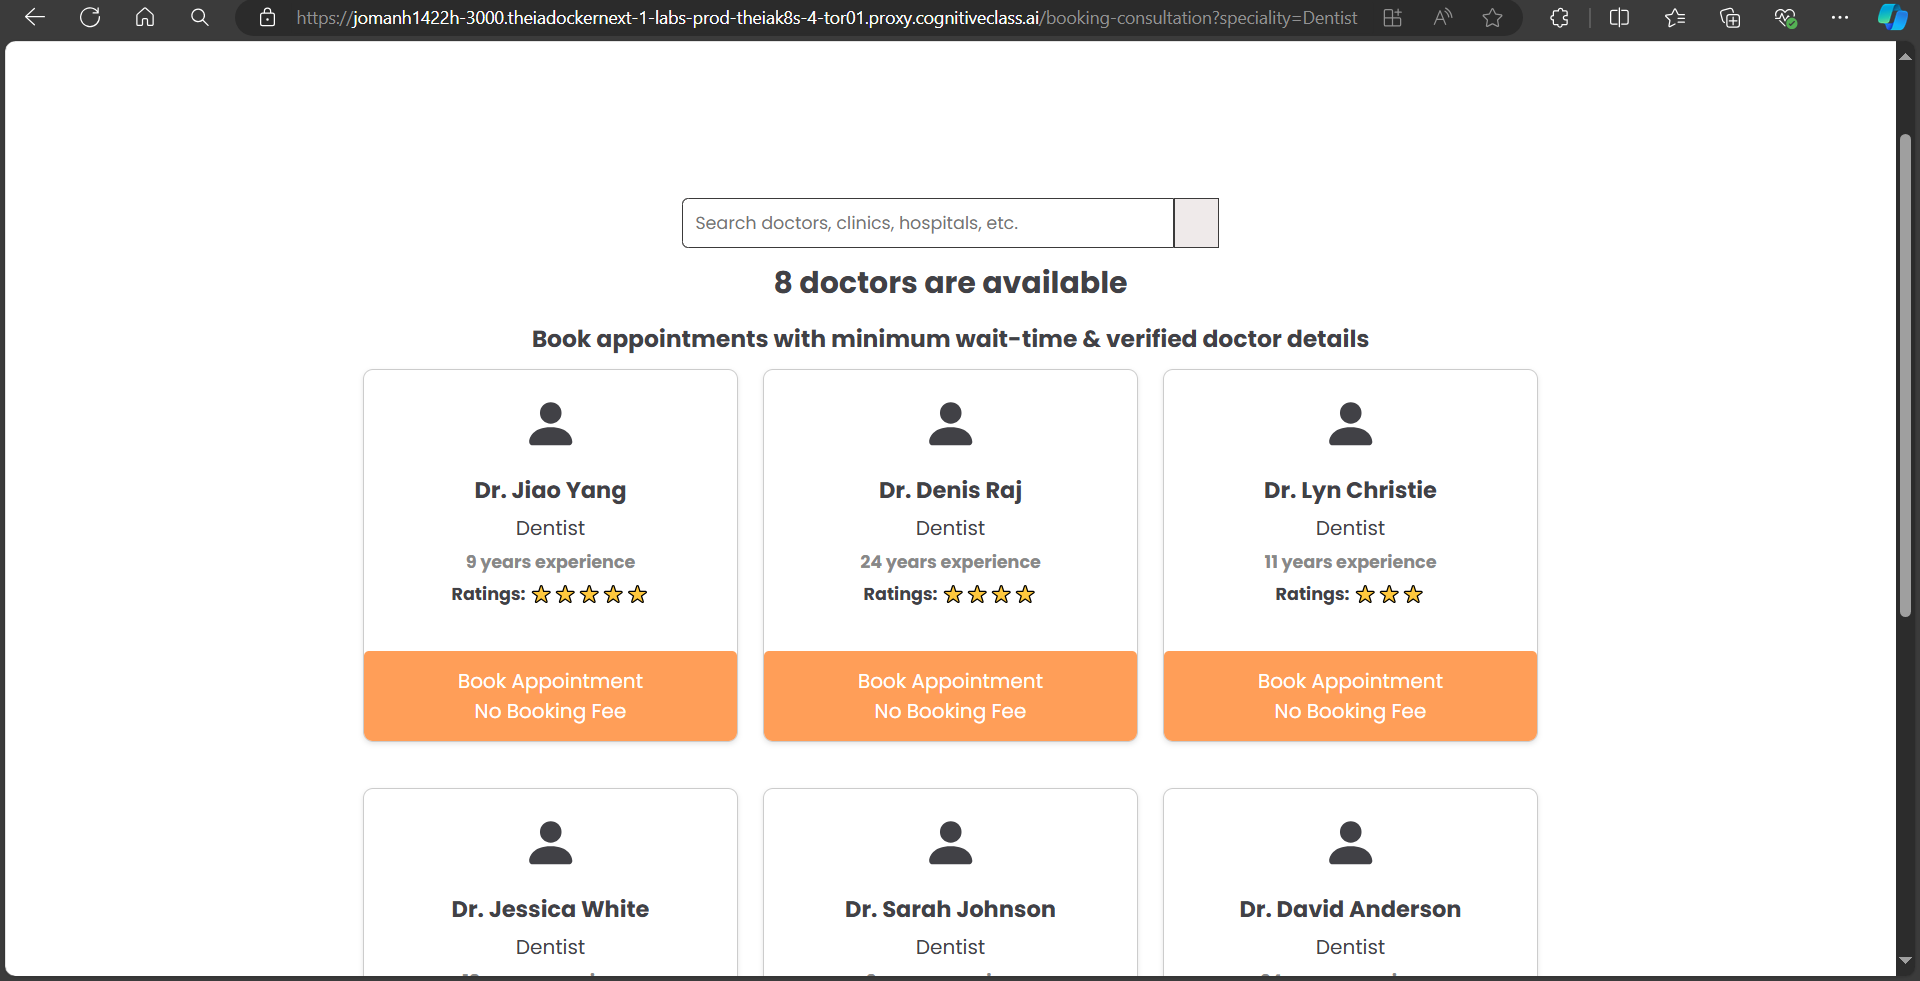 https://jomanh1422h-3000.theiadockernext-1-labs-prod-theiak8s-4-tor01.proxy.cognitiveclass.ai/booking-consultation?speciality=Dentist
Search doctors, clinics, hospitals, etc.
8 doctors are available
Book appointments with minimum wait-time & verified doctor details
Dr. Jiao Yang
Dentist
9 years experience
Ratings:
Book Appointment
No Booking Fee
Dr. Denis Raj
Dentist
24 years experience
Ratings:
Book Appointment
No Booking Fee
Dr. Lyn Christie
Dentist
11 years experience
Ratings:
Book Appointment
No Booking Fee
Dr. Jessica White
Dentist
Dr. Sarah Johnson
Dentist
Dr. David Anderson
Dentist